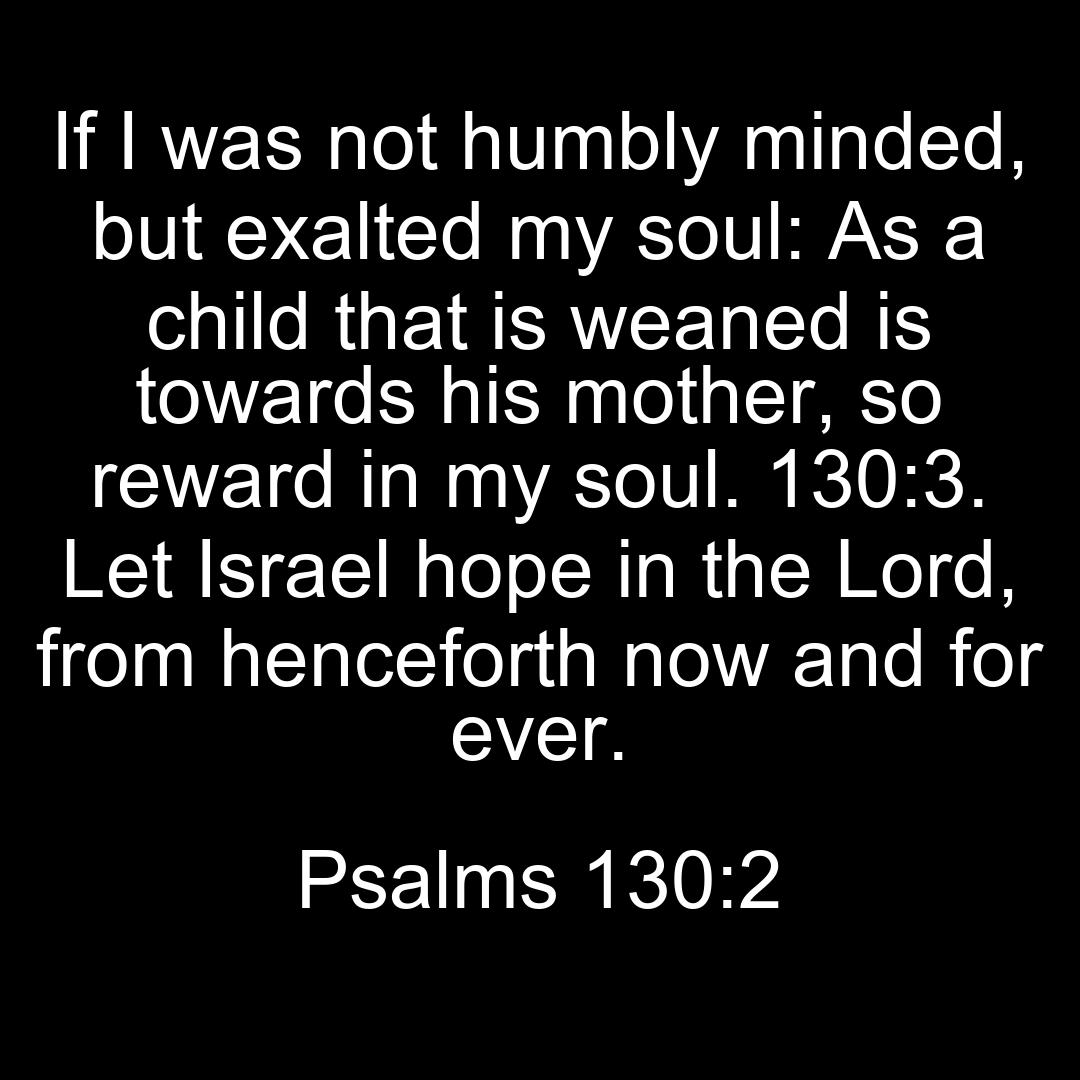 If I was not humbly minded,
but exalted my soul: As a
child that is weaned is
towards his mother, so
reward in my soul. 130:3.
Let Israel hope in the Lord,
from henceforth now and for
ever.
Psalms 130:2